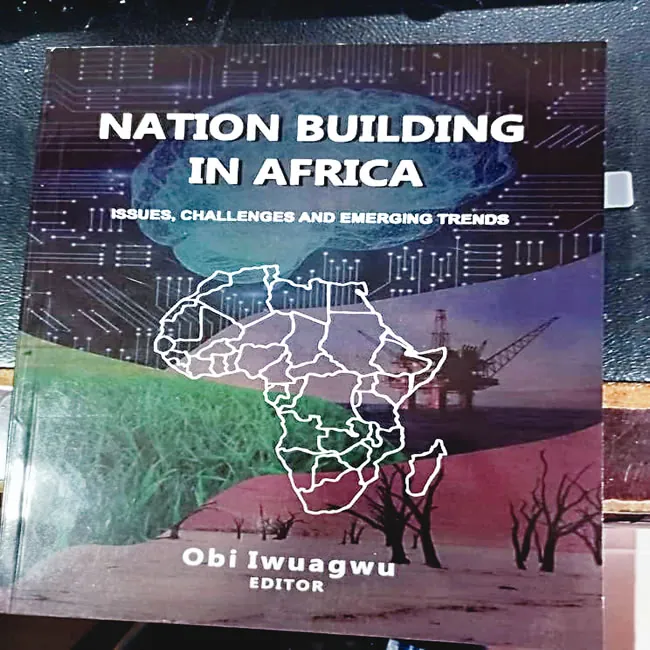 NATION BUILDING
IN AFRICA
ISSUES, CHALLENGES AND EMERGING TRENDS
Obi Iwuagwu
EDITOR